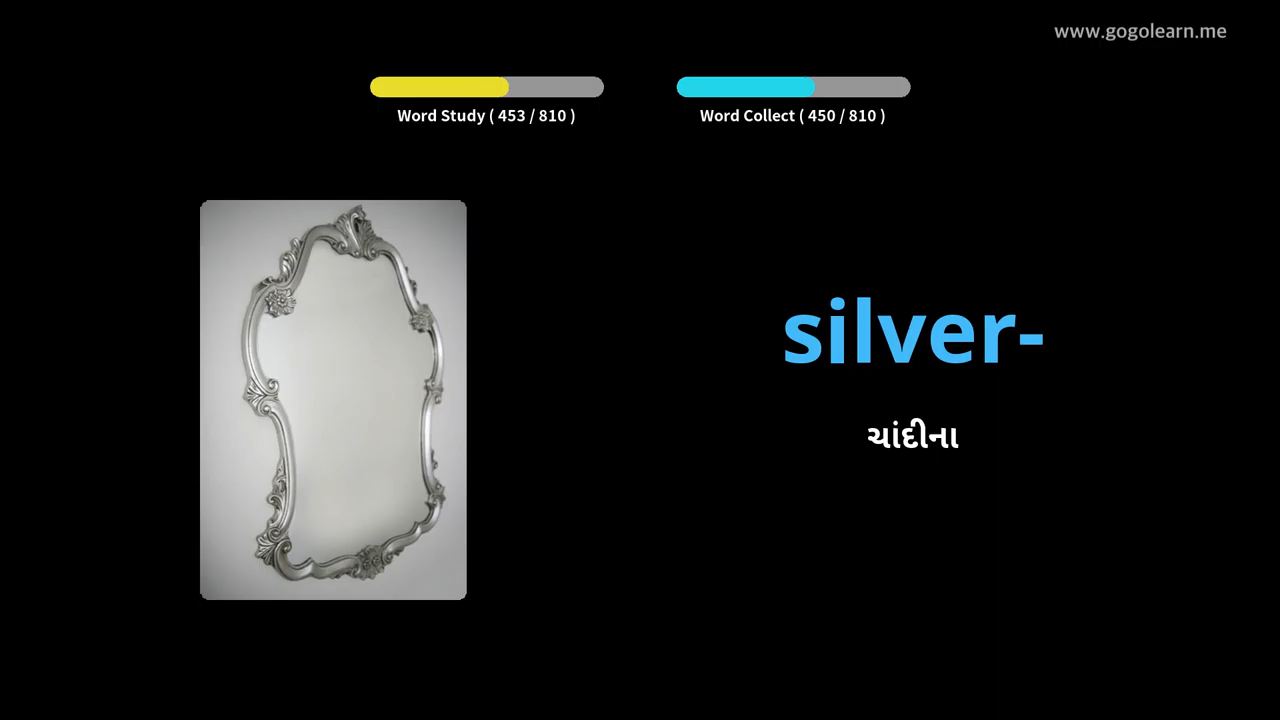 www.gogolearn.me
Word Study ( 453 / 810 )
Word Collect ( 450 / 810 )
silver-
ચાંદીના